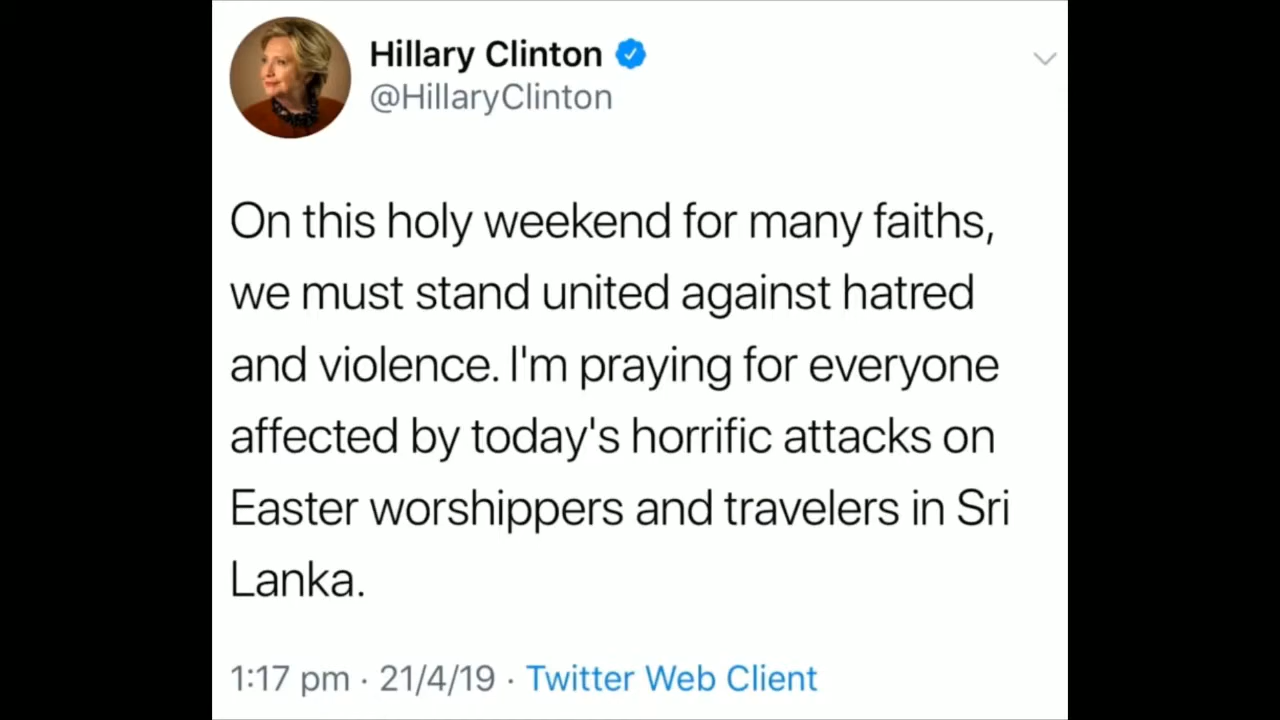 Hillary Clinton
@HillaryClinton
On this holy weekend for many faiths,
we must stand united against hatred
and violence. I'm praying for everyone
affected by today's horrific attacks on
Easter worshippers and travelers in Sri
Lanka.
1:17 pm · 21/4/19 · Twitter Web Client